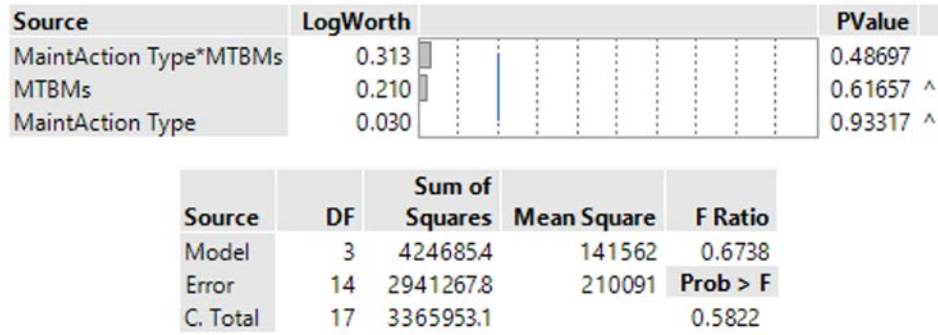 Source LogWorth PValue
MaintAction Type*MTBMs 0.313 0.48697
MTBMs 0.210 0.61657 ^
MaintAction Type 0.030 0.93317 ^
Sum of
Source DF Squares Mean Square F Ratio
Model 3 424685.4 141562 0.6738
Error 14 2941267.8 210091 Prob > F
C. Total 17 3365953.1 0.5822